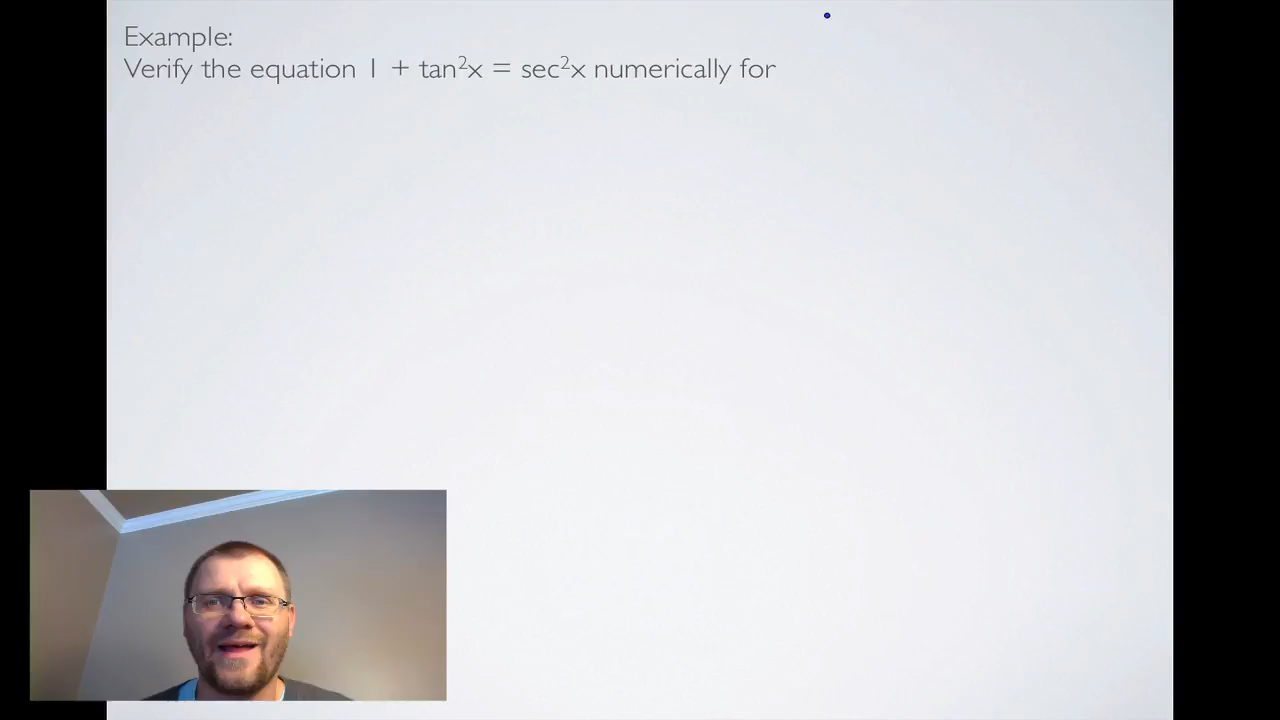 Example:
Verify the equation 1 + tan²x = sec²x numerically for